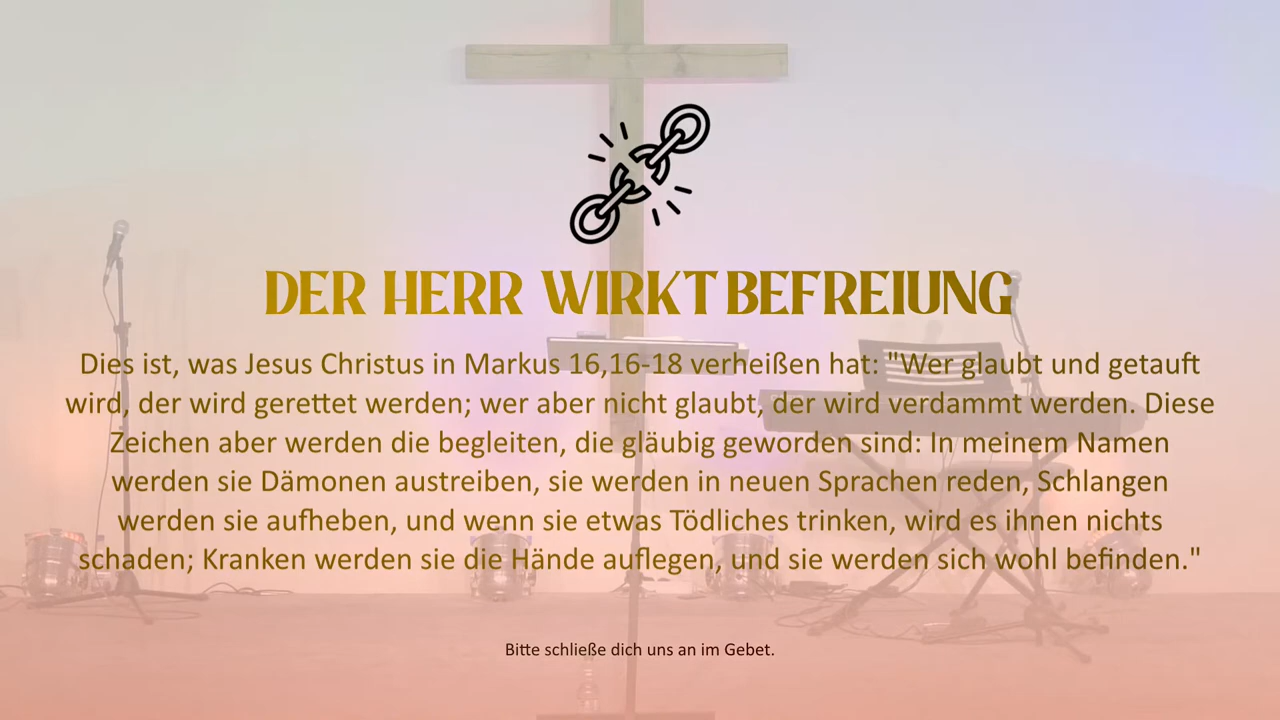 DER HERR WIRKT BEFREIUNG
Dies ist, was Jesus Christus in Markus 16,16-18 verheißen hat: "Wer glaubt und getauft
wird, der wird gerettet werden; wer aber nicht glaubt, der wird verdammt werden. Diese
Zeichen aber werden die begleiten, die gläubig geworden sind: In meinem Namen
werden sie Dämonen austreiben, sie werden in neuen Sprachen reden, Schlangen
werden sie aufheben, und wenn sie etwas Tödliches trinken, wird es ihnen nichts
schaden; Kranken werden sie die Hände auflegen, und sie werden sich wohl befinden."
Bitte schließe dich uns an im Gebet.